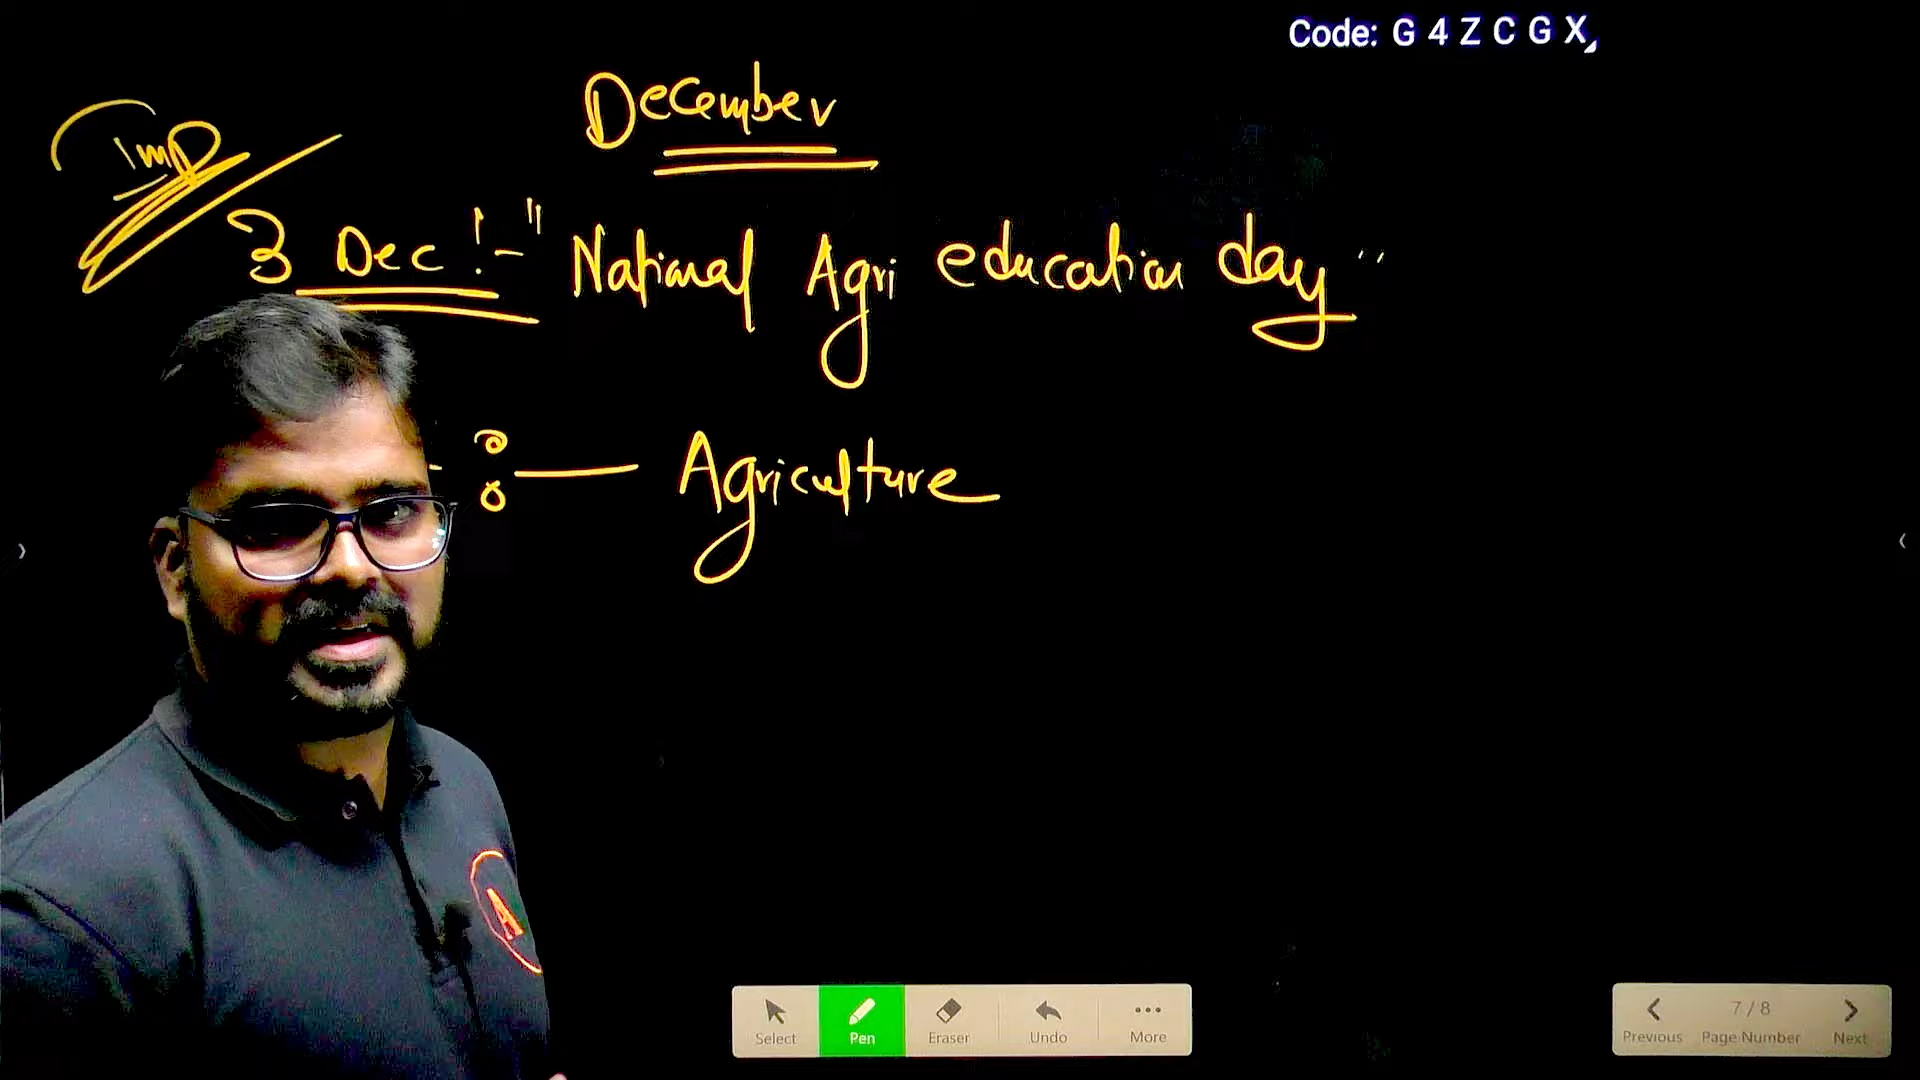 Code: G 4 Z C G X
December
Imp
3 Dec :- "National Agri education day"
— Agriculture
A
Select
Pen
Eraser
Undo
More
7 / 8
Previous
Page Number
Next